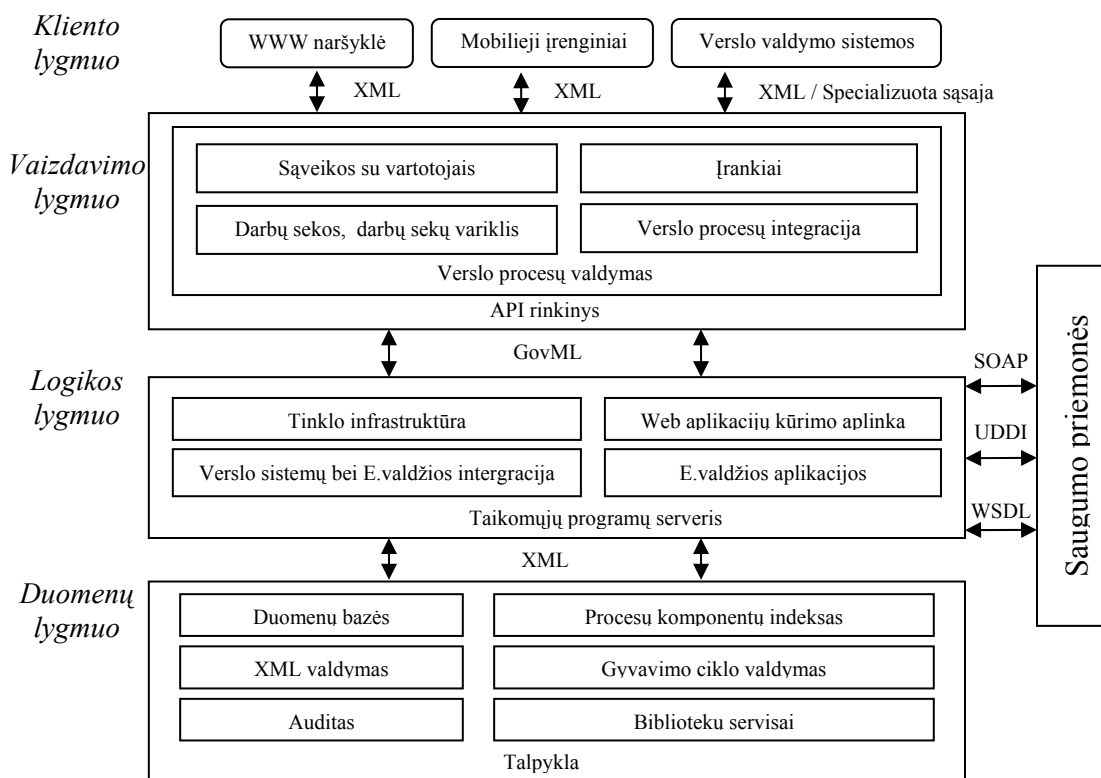 Kliento
lygmuo
WWW naršyklė
Mobilieji įrenginiai
Verslo valdymo sistemos
XML
XML
XML / Specializuota sąsaja
Vaizdavimo
lygmuo
Sąveikos su vartotojais
Įrankiai
Darbų sekos, darbų sekų variklis
Verslo procesų integracija
Verslo procesų valdymas
API rinkinys
GovML
Logikos
lygmuo
Tinklo infrastruktūra
Web aplikacijų kūrimo aplinka
Verslo sistemų bei E.valdžios intergracija
E.valdžios aplikacijos
Taikomųjų programų serveris
SOAP
UDDI
WSDL
Saugumo priemonės
XML
Duomenų
lygmuo
Duomenų bazės
Procesų komponentų indeksas
XML valdymas
Gyvavimo ciklo valdymas
Auditas
Biblioteku servisai
Talpykla